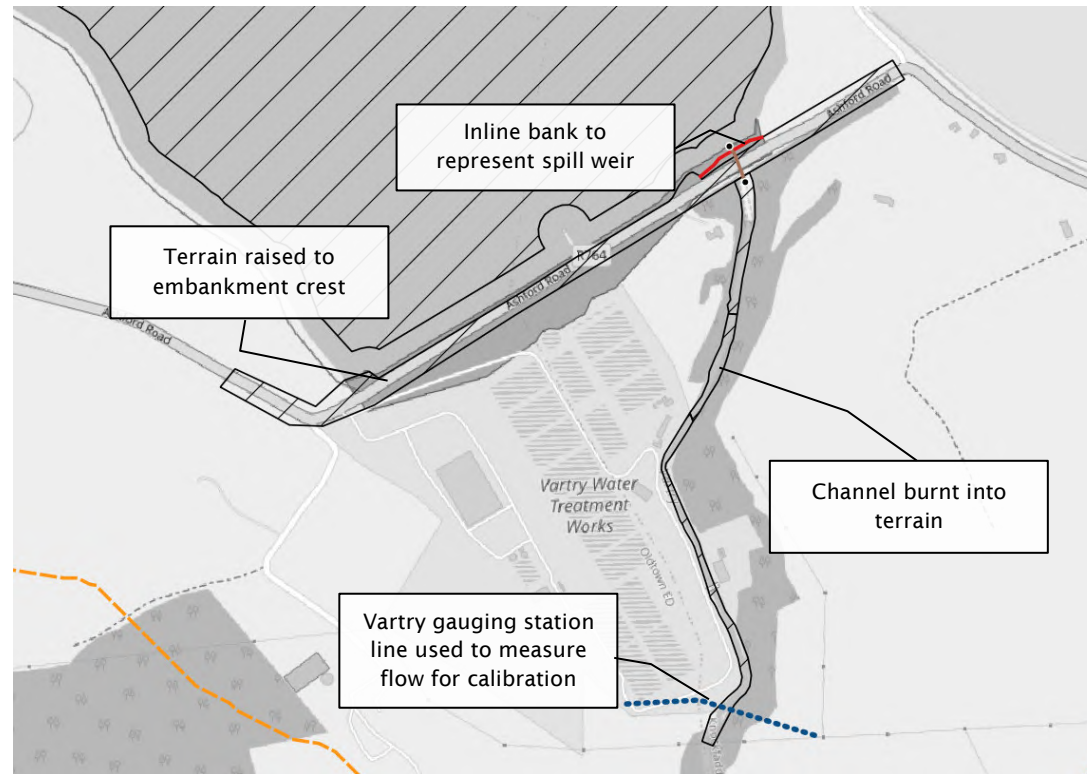 Ashford Road
Inline bank to
represent spill weir
Terrain raised to
embankment crest
R764
Ashford Road
Ashford Road
Channel burnt into
terrain
Vartry Water
Treatment
Works
Oldtown ED
Vartry gauging station
line used to measure
flow for calibration